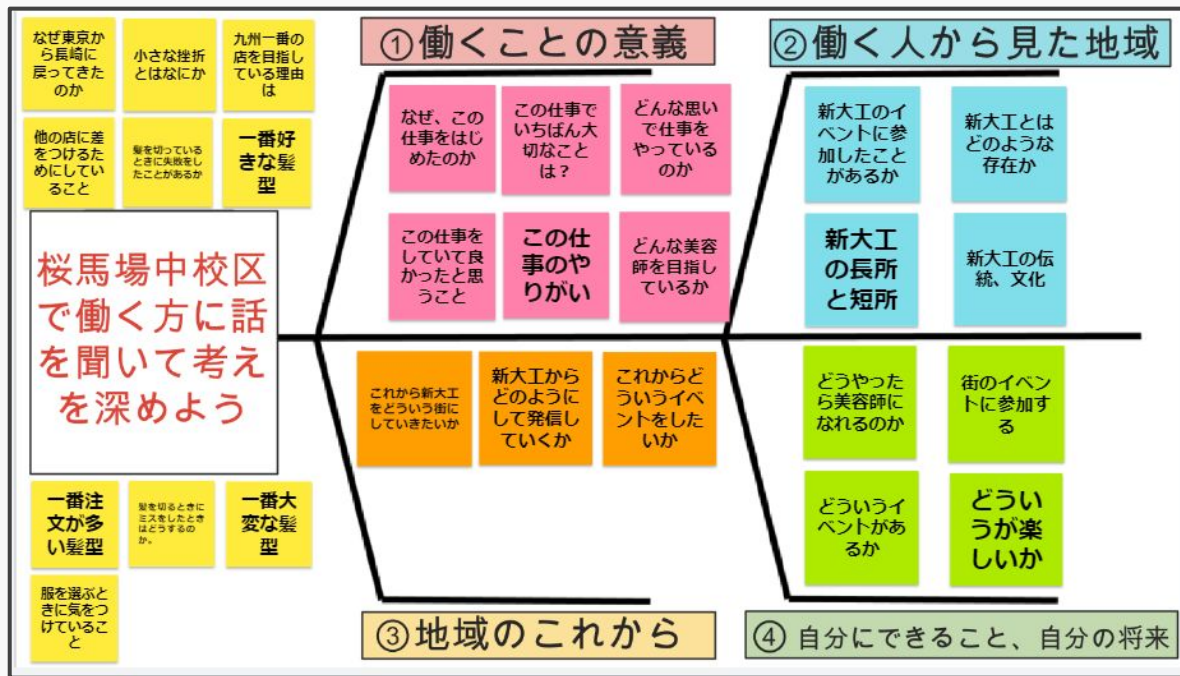 なぜ東京か
ら長崎に
戻ってきた
のか
小さな挫折
とはなにか
九州一番の
店を目指し
ている理由
は
他の店に差
をつけるた
めにしてい
ること
髪を切っている
ときに失敗をし
たことがあるか
一番好
きな髪
型
桜馬場中校区
で働く方に話
を聞いて考え
を深めよう
一番注
文が多
い髪型
髪を切るときに
ミスをしたとき
はどうするの
か。
一番大
変な髪
型
服を選ぶと
きに気をつ
けているこ
と
①働くことの意義
なぜ、この
仕事をはじ
めたのか
この仕事で
いちばん大
切なこと
は？
どんな思い
で仕事を
やっている
のか
この仕事を
していて良
かったと思
うこと
この仕
事のや
りがい
どんな美容
師を目指し
ているか
②働く人から見た地域
新大工のイ
ベントに参
加したこと
があるか
新大工とは
どのような
存在か
新大工
の長所
と短所
新大工の伝
統、文化
これから新大工
をどういう街に
していきたいか
新大工から
どのように
して発信し
ていくか
これからど
ういうイベ
ントをした
いか
③地域のこれから
どうやった
ら美容師に
なれるのか
街のイベン
トに参加す
る
どういうイ
ベントがあ
るか
どうい
うが楽
しいか
④自分にできること、自分の将来